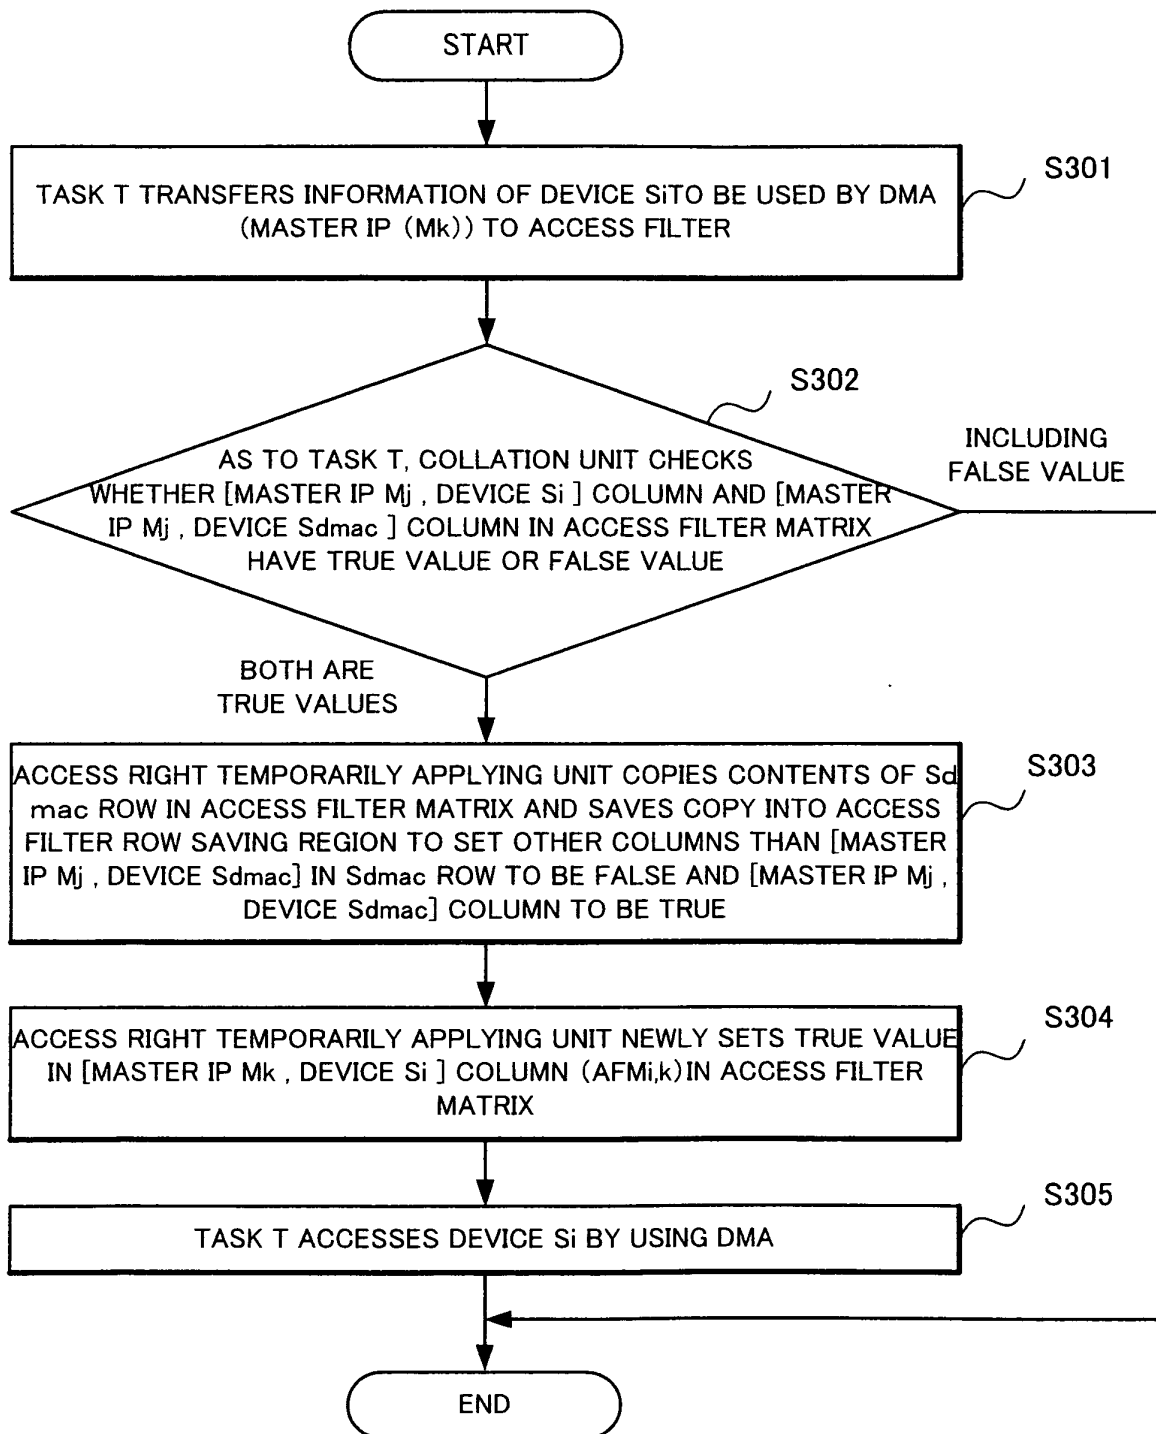 START
TASK T TRANSFERS INFORMATION OF DEVICE SiTO BE USED BY DMA
(MASTER IP (Mk)) TO ACCESS FILTER
S301
S302
AS TO TASK T, COLLATION UNIT CHECKS
WHETHER [MASTER IP Mj , DEVICE Si ] COLUMN AND [MASTER
IP Mj , DEVICE Sdmac ] COLUMN IN ACCESS FILTER MATRIX
HAVE TRUE VALUE OR FALSE VALUE
INCLUDING
FALSE VALUE
BOTH ARE
TRUE VALUES
ACCESS RIGHT TEMPORARILY APPLYING UNIT COPIES CONTENTS OF Sd
mac ROW IN ACCESS FILTER MATRIX AND SAVES COPY INTO ACCESS
FILTER ROW SAVING REGION TO SET OTHER COLUMNS THAN [MASTER
IP Mj , DEVICE Sdmac] IN Sdmac ROW TO BE FALSE AND [MASTER IP Mj ,
DEVICE Sdmac] COLUMN TO BE TRUE
S303
ACCESS RIGHT TEMPORARILY APPLYING UNIT NEWLY SETS TRUE VALUE
IN [MASTER IP Mk , DEVICE Si ] COLUMN (AFMi,k)IN ACCESS FILTER
MATRIX
S304
TASK T ACCESSES DEVICE Si BY USING DMA
S305
END